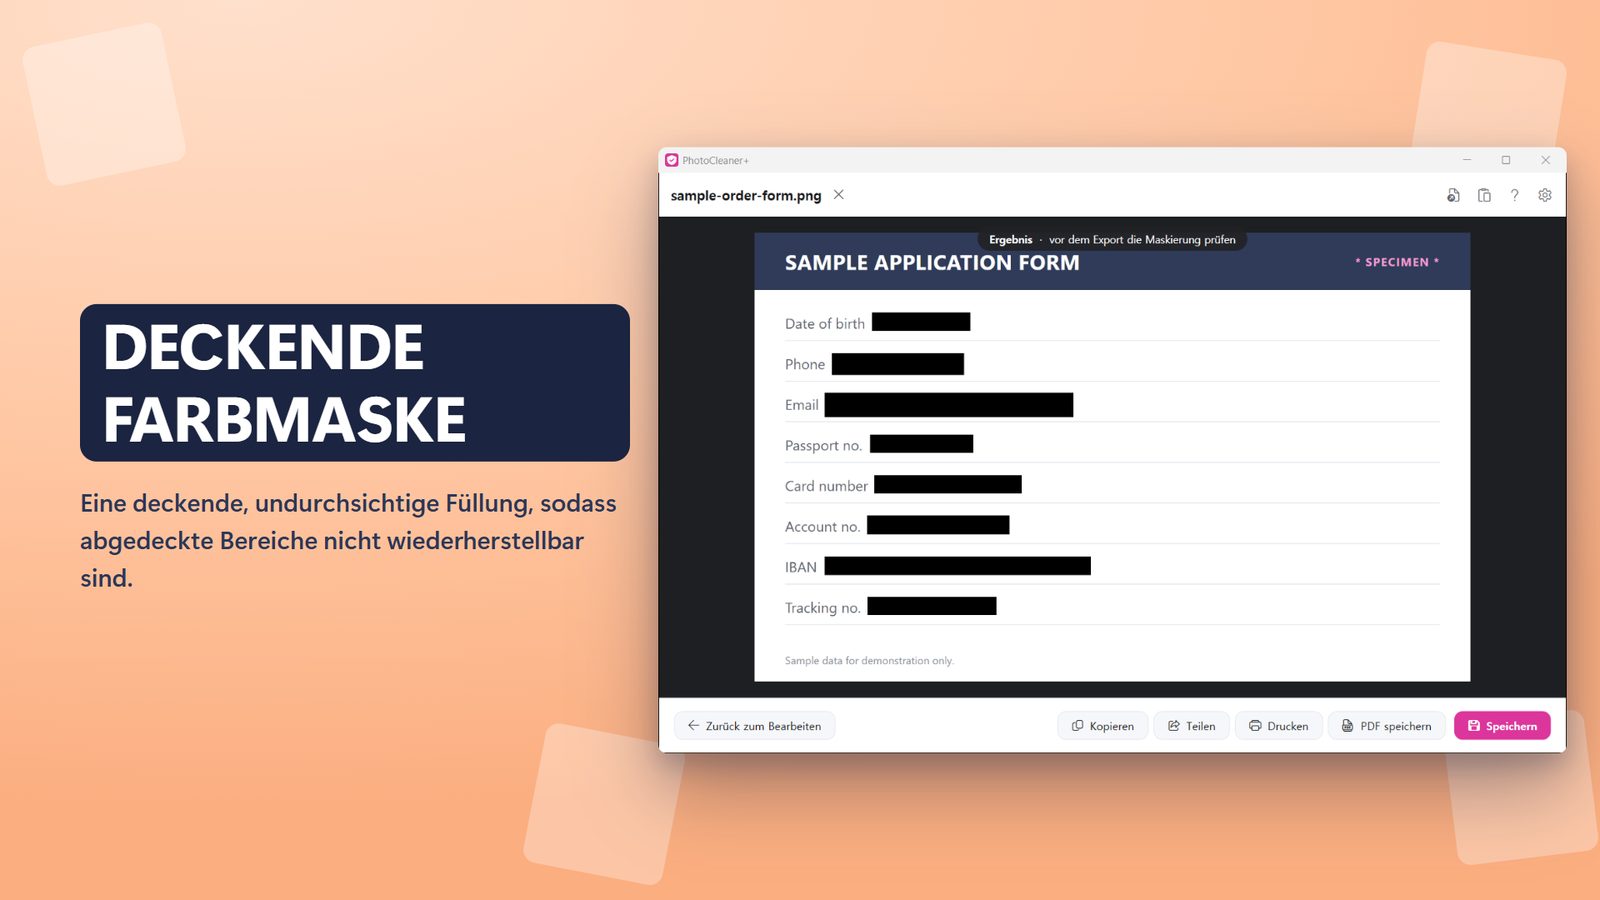 DECKENDE
FARBMASKE
Eine deckende, undurchsichtige Füllung, sodass
abgedeckte Bereiche nicht wiederherstellbar
sind.
PhotoCleaner+
sample-order-form.png
Ergebnis · vor dem Export die Maskierung prüfen
SAMPLE APPLICATION FORM
* SPECIMEN *
Date of birth
Phone
Email
Passport no.
Card number
Account no.
IBAN
Tracking no.
Sample data for demonstration only.
Zurück zum Bearbeiten
Kopieren
Teilen
Drucken
PDF speichern
Speichern